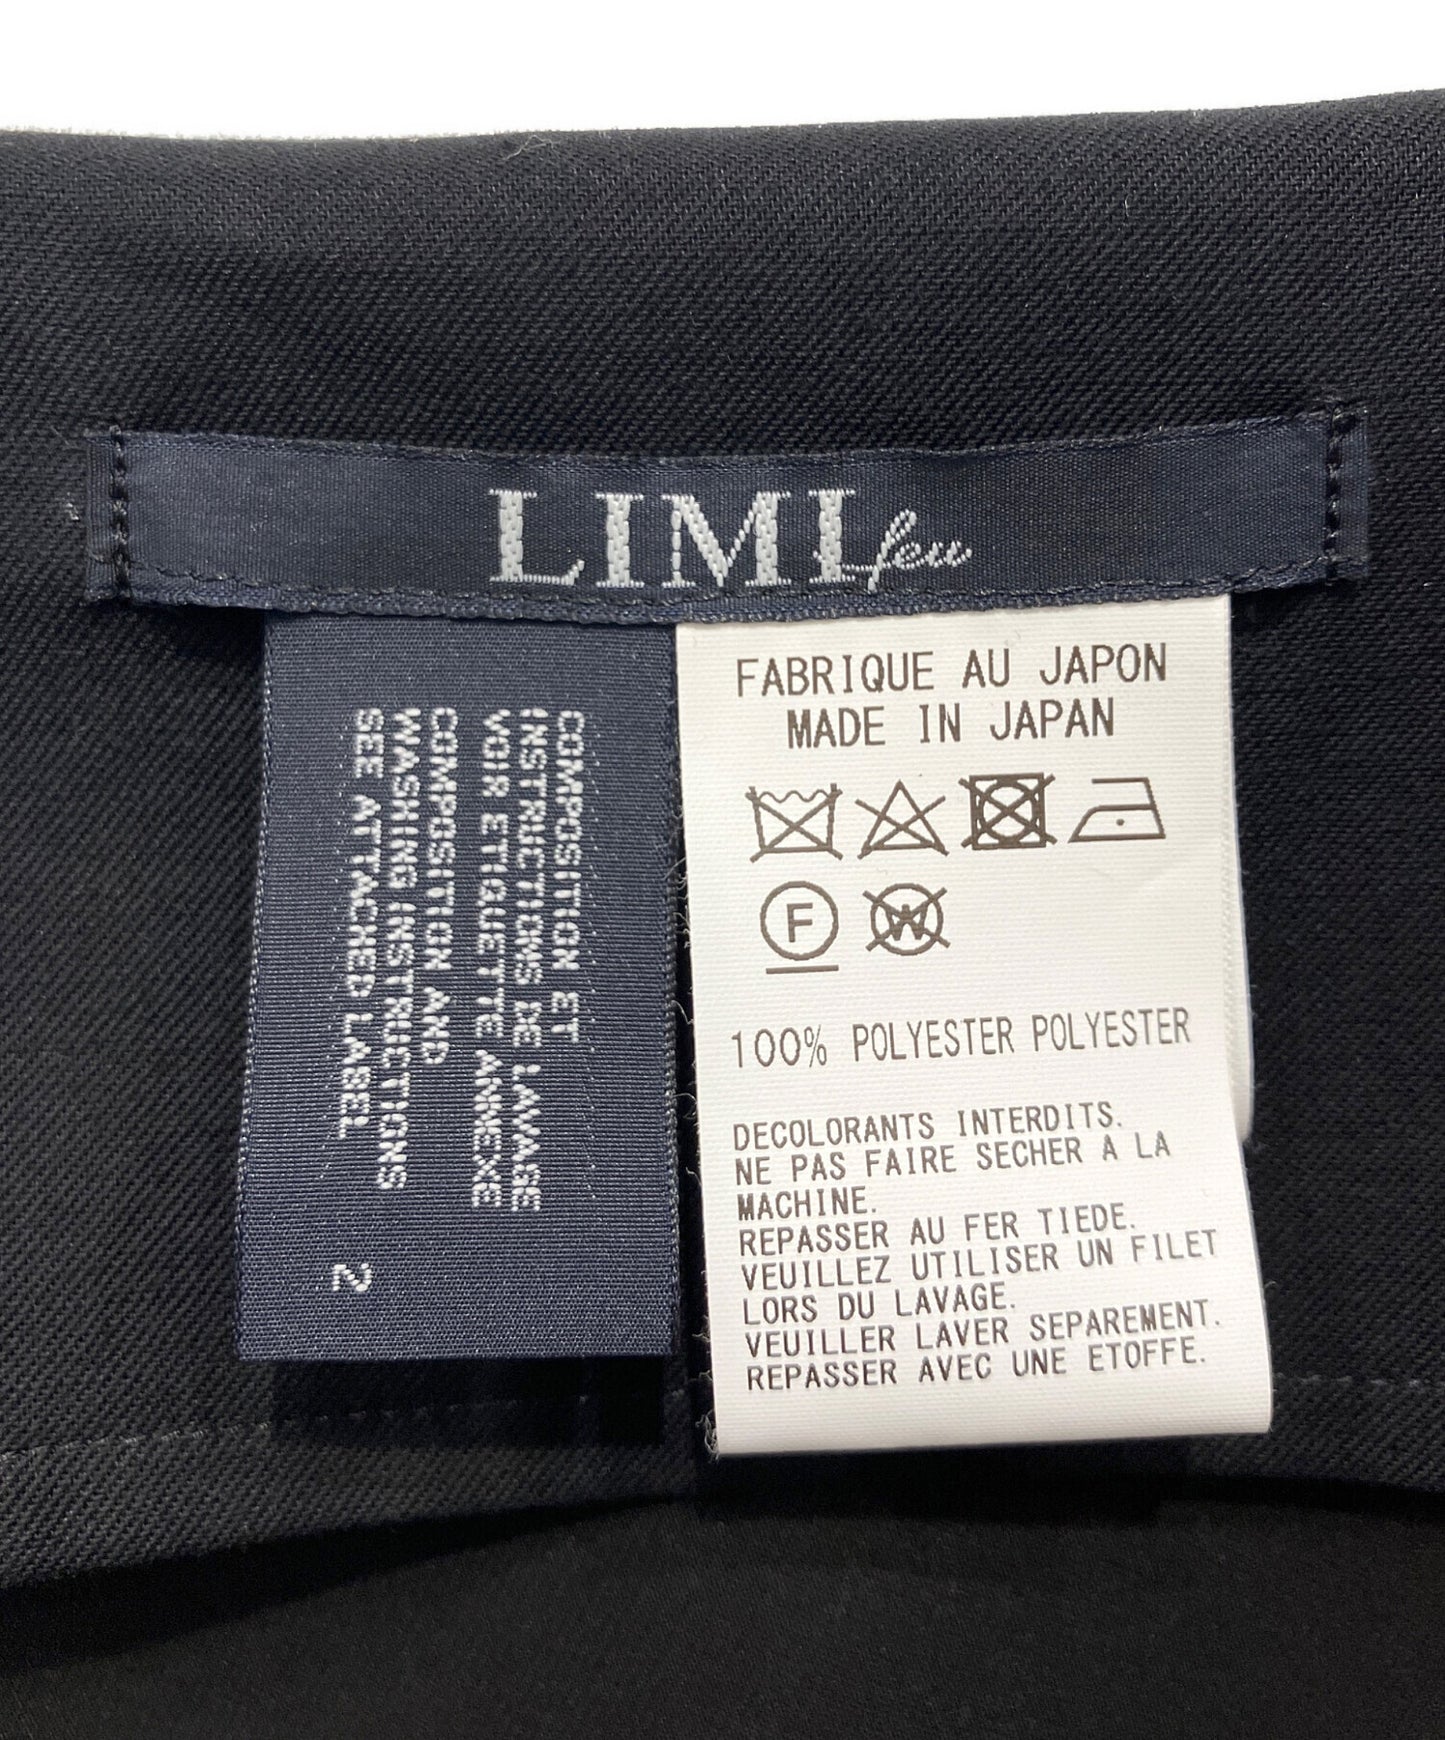 LIMI feu
COMPOSITION ET
INSTRUCTIONS DE LAVAGE
VOIR ETIQUETTE ANNEXE
COMPOSITION AND
WASHING INSTRUCTIONS
SEE ATTACHED LABEL
2
FABRIQUE AU JAPON
MADE IN JAPAN
F W
100% POLYESTER POLYESTER
DECOLORANTS INTERDITS.
NE PAS FAIRE SECHER A LA
MACHINE.
REPASSER AU FER TIEDE.
VEUILLEZ UTILISER UN FILET
LORS DU LAVAGE.
VEUILLER LAVER SEPAREMENT.
REPASSER AVEC UNE ETOFFE.